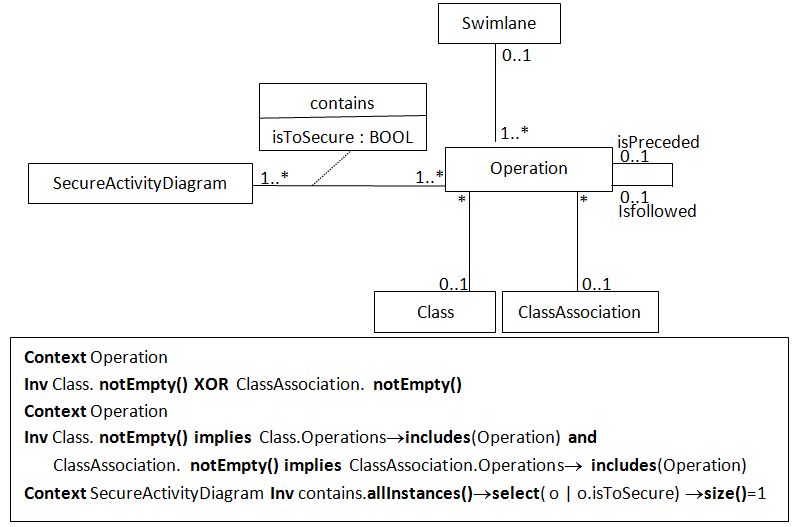 Swimlane
0..1
contains
isToSecure : BOOL
1..*
isPreceded
0..1
SecureActivityDiagram
1..*
1..*
Operation
0..1
Isfollowed
*
*
0..1
0..1
Class
ClassAssociation
Context Operation
Inv Class. notEmpty() XOR ClassAssociation. notEmpty()
Context Operation
Inv Class. notEmpty() implies Class.Operations→includes(Operation) and
ClassAssociation. notEmpty() implies ClassAssociation.Operations→ includes(Operation)
Context SecureActivityDiagram Inv contains.allInstances()→select( o | o.isToSecure) →size()=1